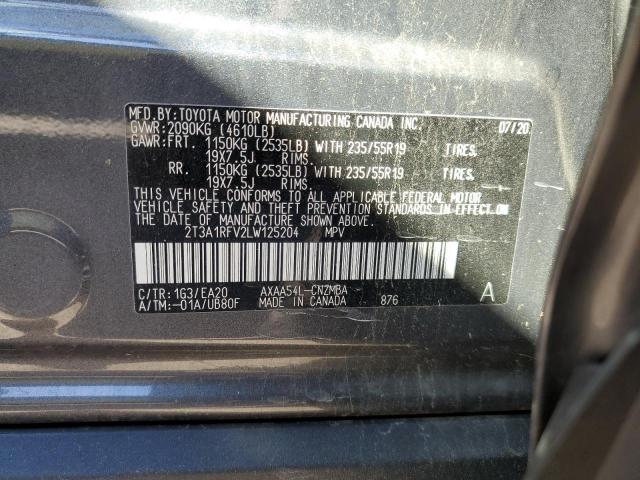 MFD.BY:TOYOTA MOTOR MANUFACTURING CANADA INC. 07/20
GVWR:2090KG (4610LB)
GAWR:FRT. 1150KG (2535LB) WITH 235/55R19 TIRES.
19X7.5J RIMS.
RR. 1150KG (2535LB) WITH 235/55R19 TIRES.
19X7.5J RIMS.
THIS VEHICLE CONFORMS TO ALL APPLICABLE FEDERAL MOTOR
VEHICLE SAFETY AND THEFT PREVENTION STANDARDS IN EFFECT ON
THE DATE OF MANUFACTURE SHOWN ABOVE.
2T3A1RFV2LW125204 MPV
C/TR:1G3/EA20 AXAA54L-CNZMBA A
A/TM:-01A/UB80F MADE IN CANADA 876